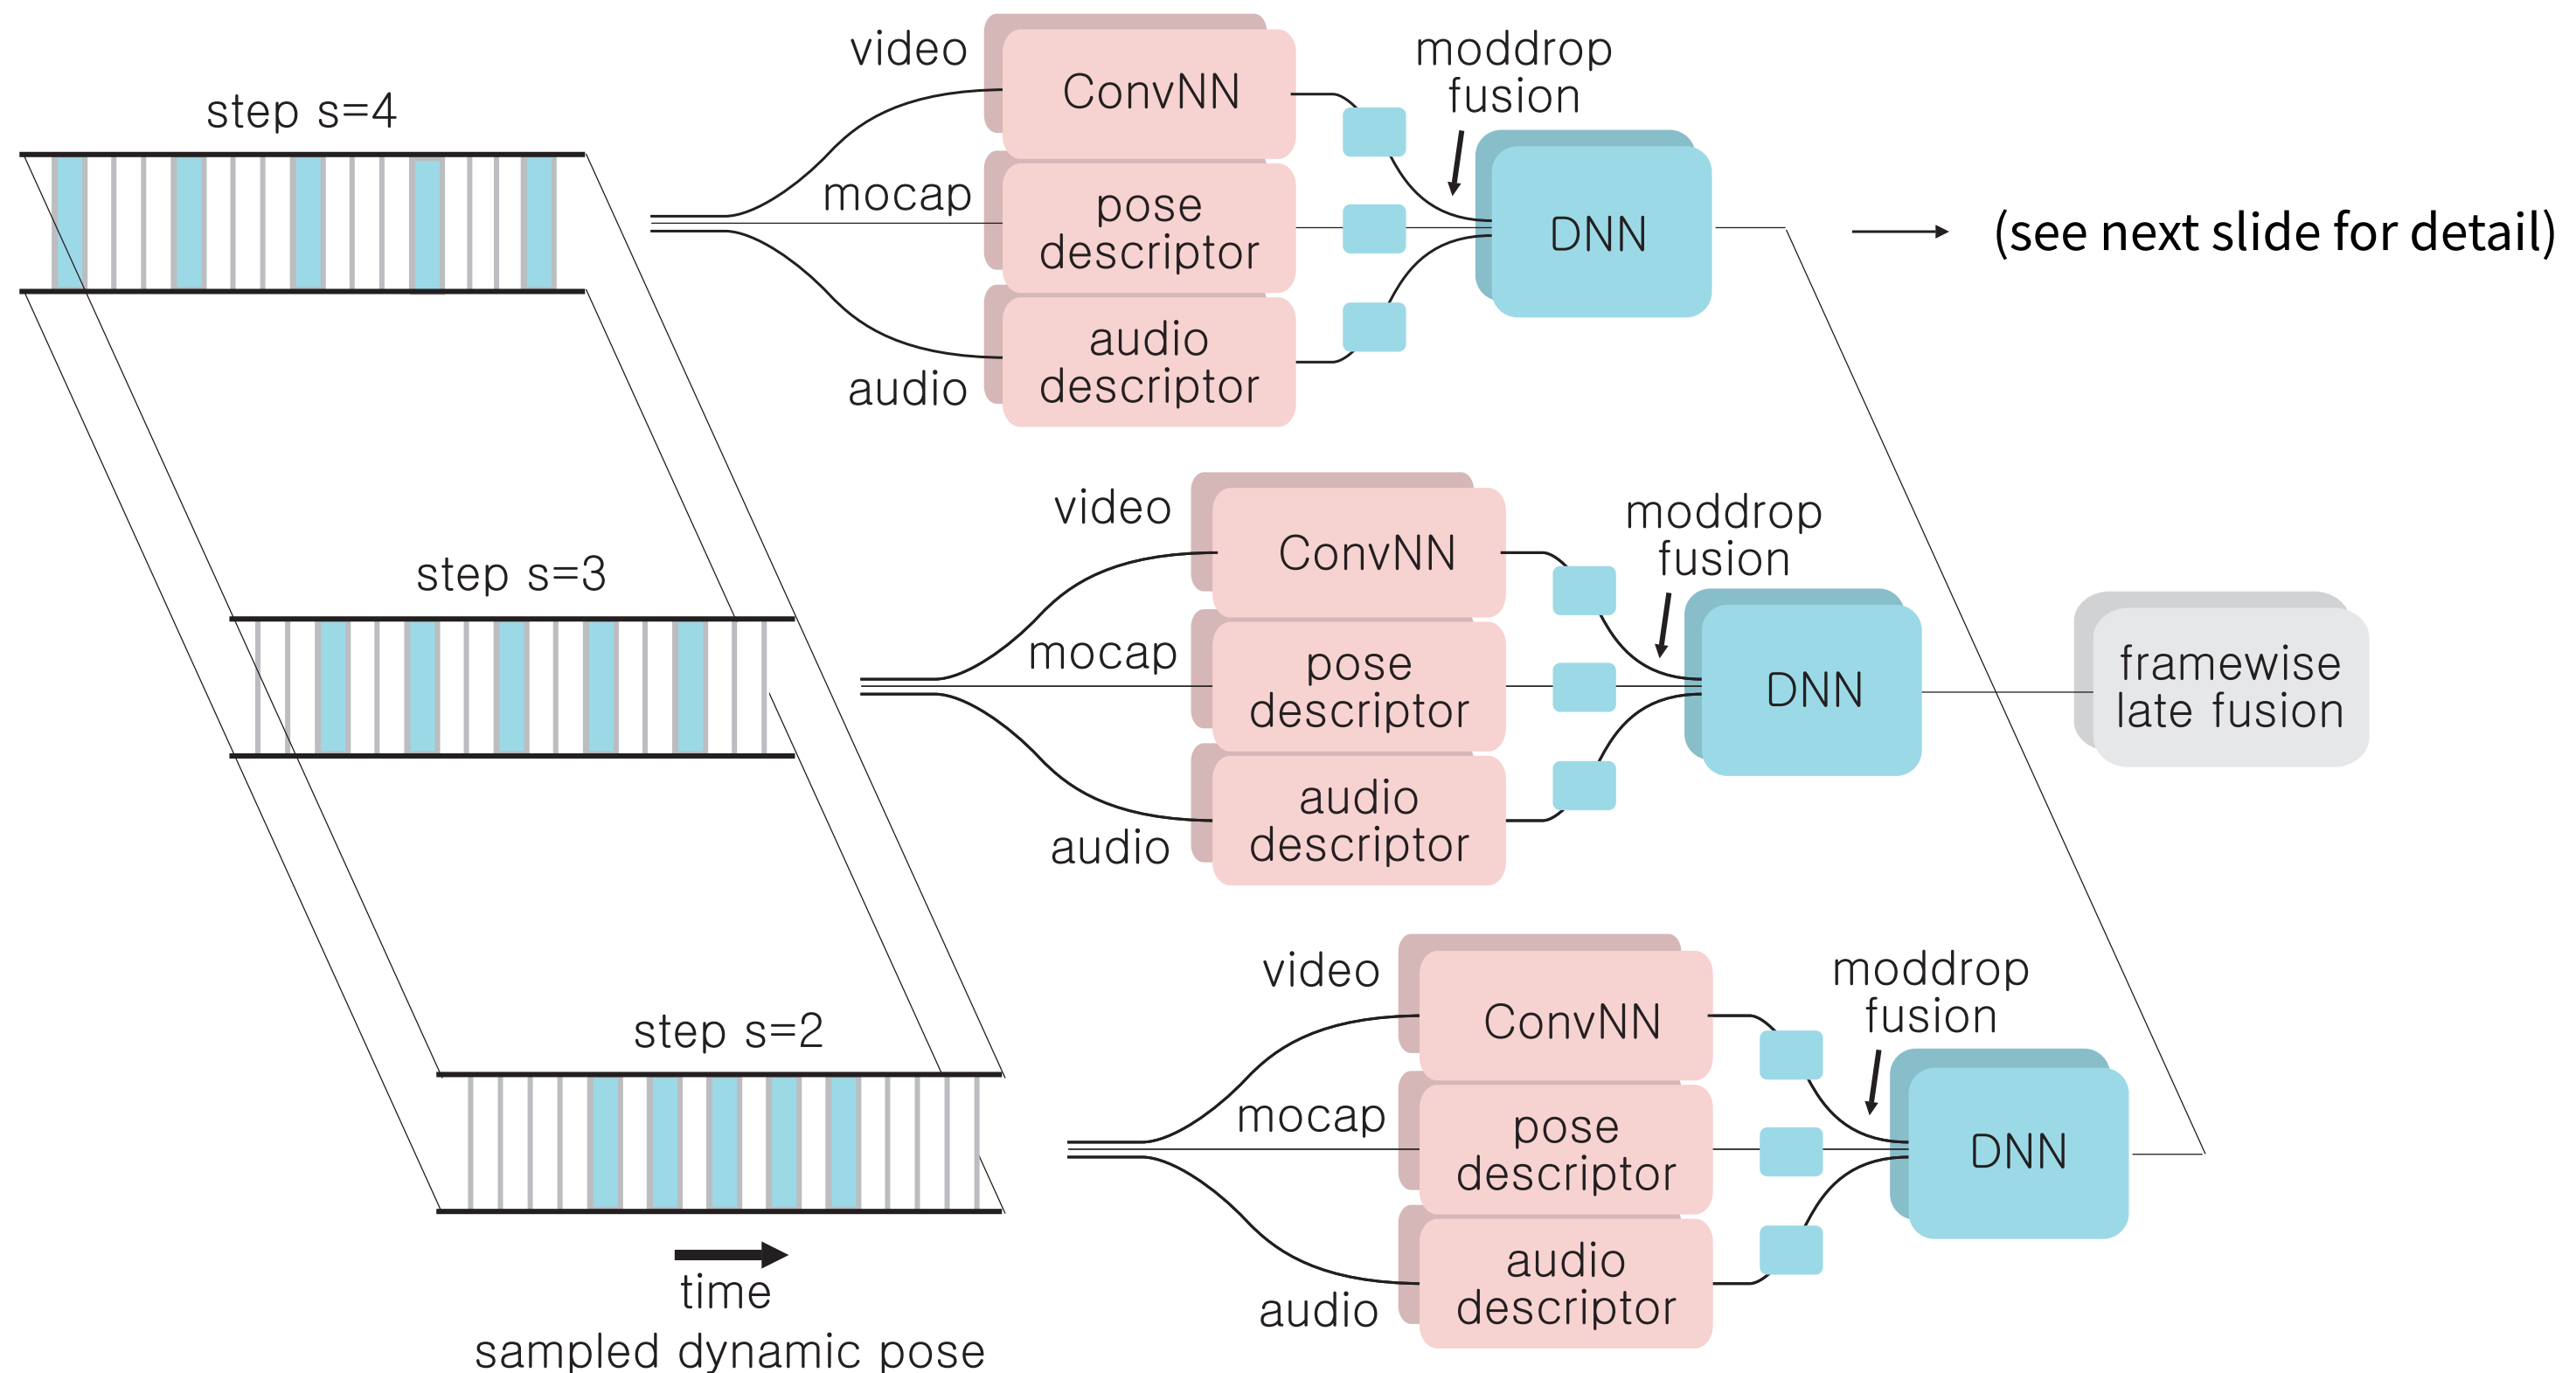 video
ConvNN
moddrop
fusion
step s=4
mocap
pose
descriptor
DNN
(see next slide for detail)
audio
audio
descriptor
video
ConvNN
moddrop
fusion
step s=3
mocap
pose
descriptor
DNN
framewise
late fusion
audio
audio
descriptor
video
ConvNN
moddrop
fusion
step s=2
mocap
pose
descriptor
DNN
audio
audio
descriptor
time
sampled dynamic pose